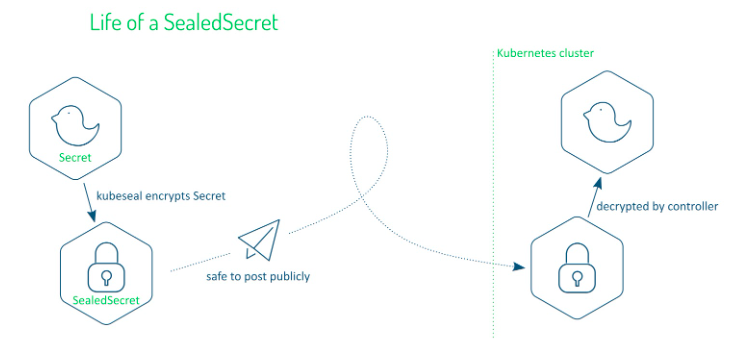 Life of a SealedSecret
Kubernetes cluster
Secret
kubeseal encrypts Secret
decrypted by controller
safe to post publicly
SealedSecret